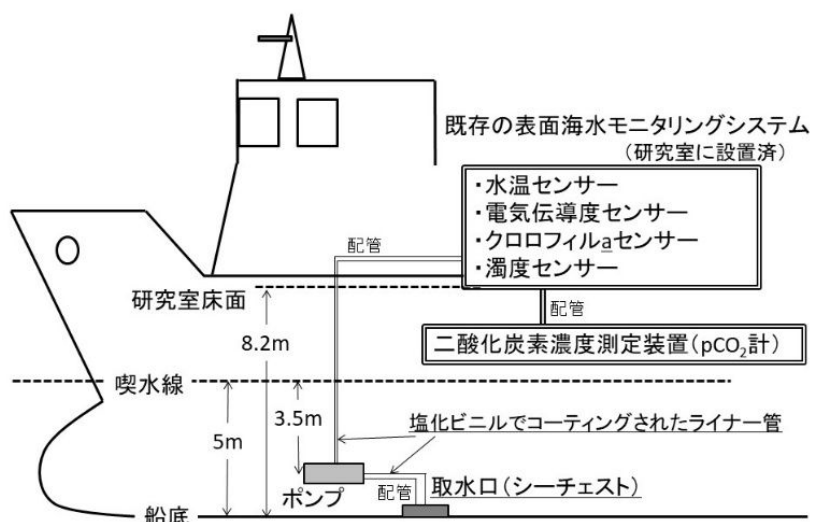 既存の表面海水モニタリングシステム
(研究室に設置済)
・水温センサー
・電気伝導度センサー
・クロロフィルaセンサー
・濁度センサー
配管
研究室床面
配管
8.2m
二酸化炭素濃度測定装置(pCO₂計)
喫水線
5m
3.5m
塩化ビニルでコーティングされたライナー管
ポンプ
配管
取水口(シーチェスト)
船底